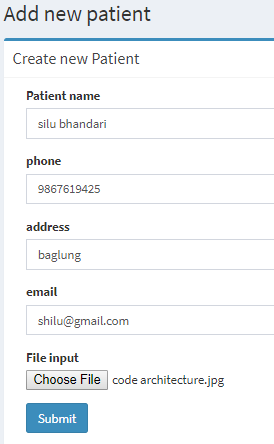 Add new patient
Create new Patient
Patient name
silu bhandari
phone
9867619425
address
baglung
email
shilu@gmail.com
File input
Choose File code architecture.jpg
Submit